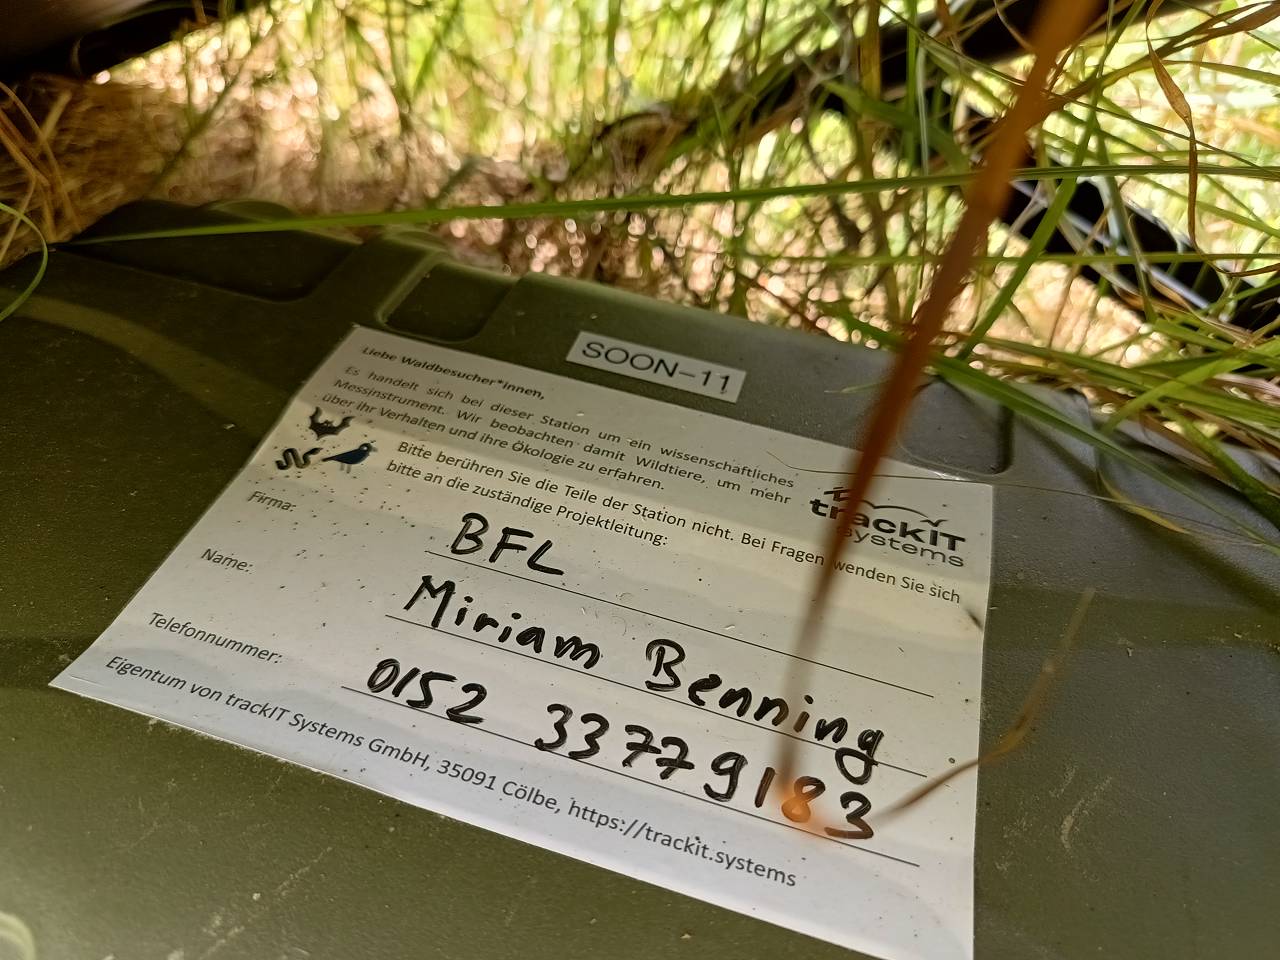 SOON-11
Liebe Waldbesucher*innen,
Es handelt sich bei dieser Station um ein wissenschaftliches
Messinstrument. Wir beobachten damit Wildtiere, um mehr
über ihr Verhalten und ihre Ökologie zu erfahren.
Bitte berühren Sie die Teile der Station nicht. Bei Fragen wenden Sie sich
bitte an die zuständige Projektleitung:
trackIT
systems
Firma: BFL
Name: Miriam Benning
Telefonnummer: 0152 33779183
Eigentum von trackIT Systems GmbH, 35091 Cölbe, https://trackit.systems